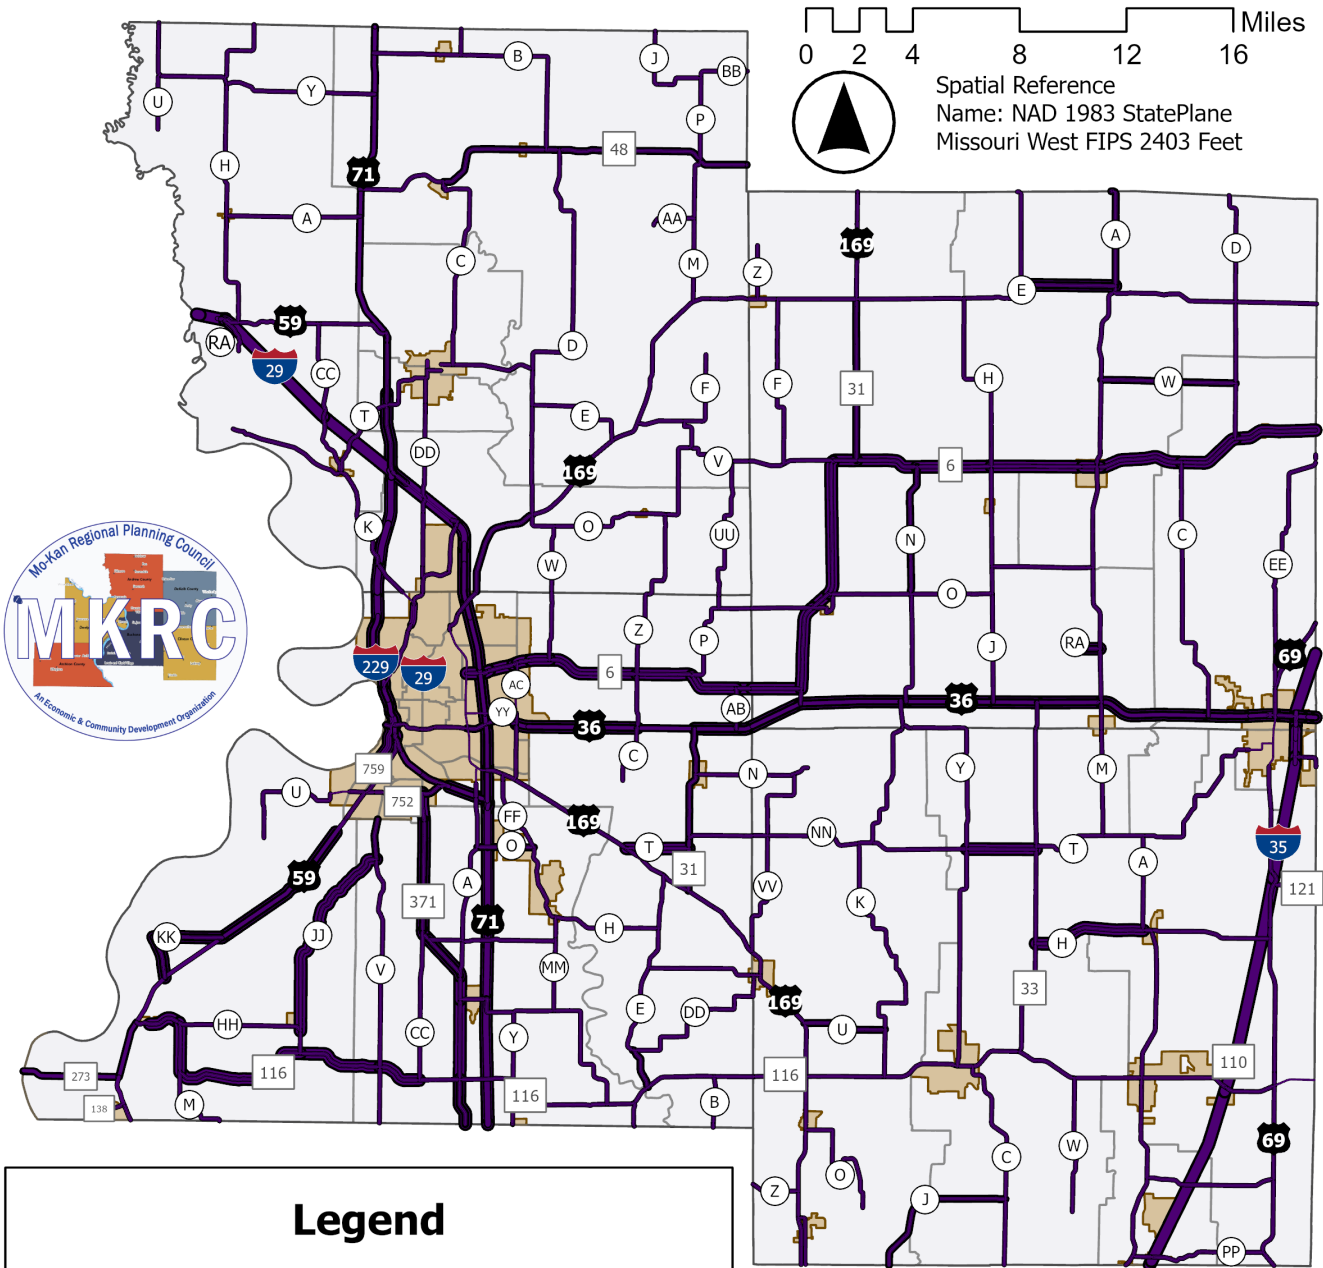 Miles
0 2 4 8 12 16
Spatial Reference
Name: NAD 1983 StatePlane
Missouri West FIPS 2403 Feet
B
J
BB
U
Y
P
48
H
71
A
AA
C
M
Z
169
A
D
E
59
RA
29
CC
D
T
E
F
F
31
H
W
DD
169
V
6
K
O
UU
N
C
W
EE
O
Z
P
J
RA
69
229
29
6
AC
YY
36
AB
36
C
759
752
U
N
Y
M
FF
169
O
T
NN
T
A
35
31
59
A
VV
K
121
371
71
KK
JJ
H
H
V
MM
33
169
E
DD
HH
CC
Y
U
273
116
116
116
110
138
M
B
69
W
C
O
Z
J
PP
Mo-Kan Regional Planning Council
MKRC
An Economic & Community Development Organization
Legend